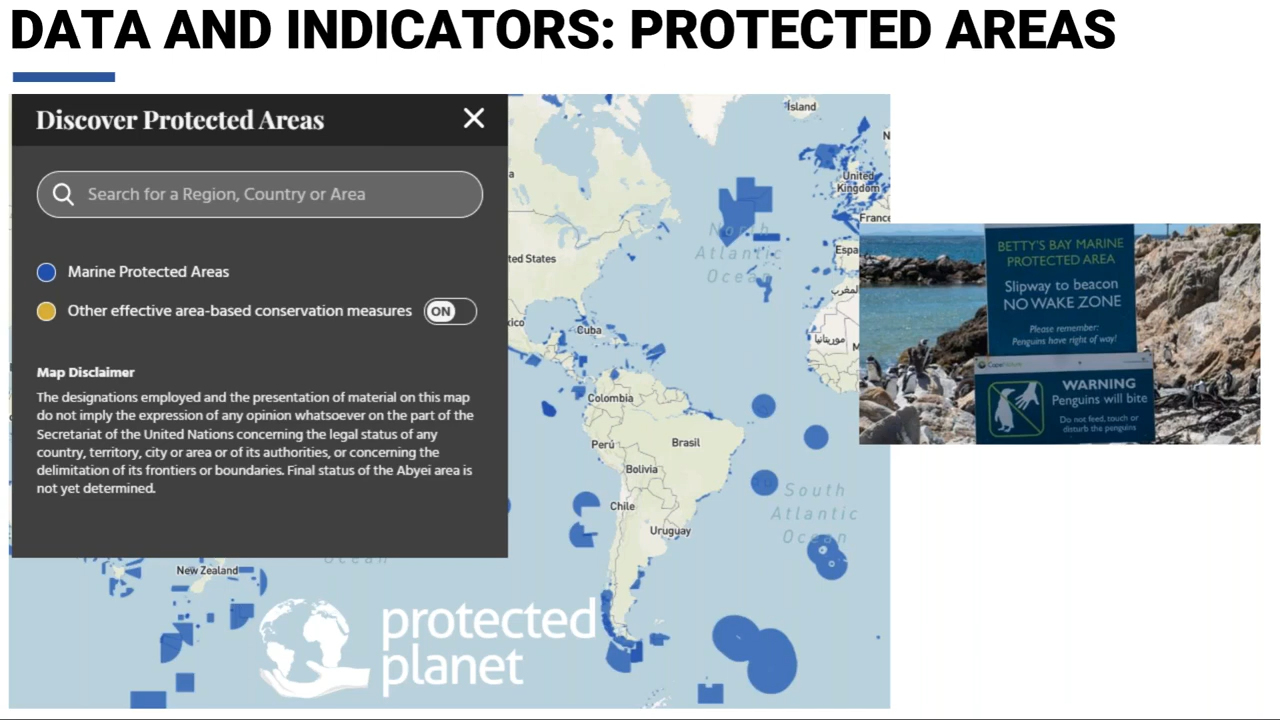 DATA AND INDICATORS: PROTECTED AREAS
Discover Protected Areas
Search for a Region, Country or Area
Marine Protected Areas
Other effective area-based conservation measures
ON
Map Disclaimer
The designations employed and the presentation of material on this map
do not imply the expression of any opinion whatsoever on the part of the
Secretariat of the United Nations concerning the legal status of any
country, territory, city or area or of its authorities, or concerning the
delimitation of its frontiers or boundaries. Final status of the Abyei area is
not yet determined.
Ísland
United
Kingdom
France
North
Atlantic
Ocean
Espa
ted States
المغرب
xico
Cuba
موريتانيا
M
Colombia
Perú
Brasil
Bolivia
South
Atlantic
Ocean
Chile
Uruguay
Ocean
New Zealand
protected
planet
BETTY'S BAY MARINE
PROTECTED AREA
Slipway to beacon
NO WAKE ZONE
Please remember:
Penguins have right of way!
CapeNature
WARNING
Penguins will bite
Do not feed, touch or
disturb the penguins